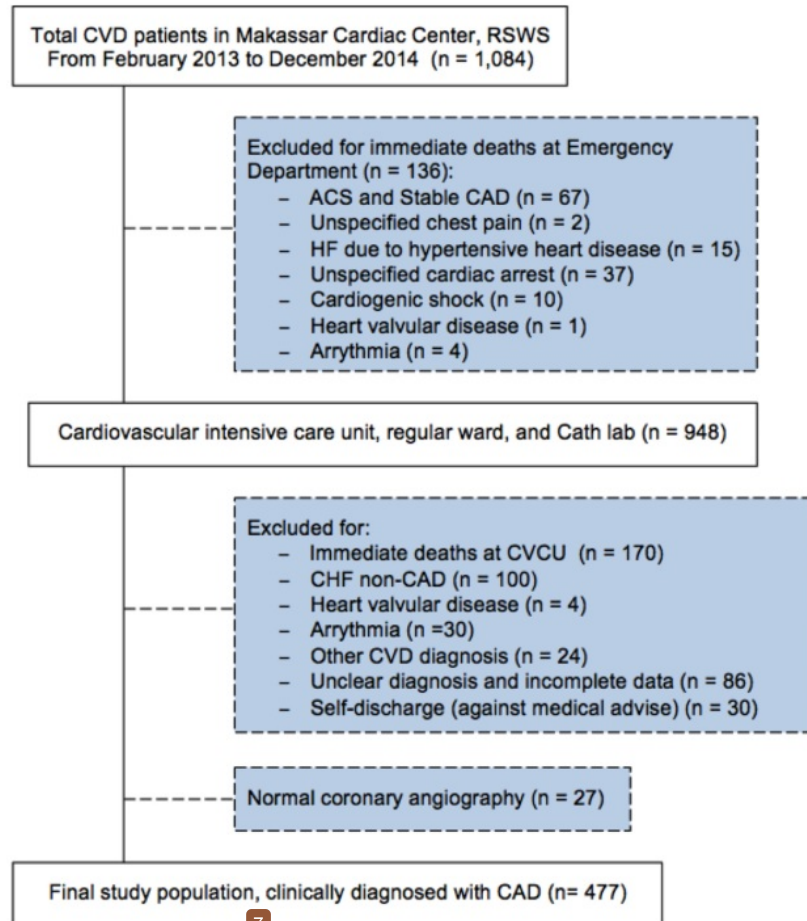 Total CVD patients in Makassar Cardiac Center, RSWS
From February 2013 to December 2014 (n = 1,084)
Excluded for immediate deaths at Emergency
Department (n = 136):
– ACS and Stable CAD (n = 67)
– Unspecified chest pain (n = 2)
– HF due to hypertensive heart disease (n = 15)
– Unspecified cardiac arrest (n = 37)
– Cardiogenic shock (n = 10)
– Heart valvular disease (n = 1)
– Arrythmia (n = 4)
Cardiovascular intensive care unit, regular ward, and Cath lab (n = 948)
Excluded for:
– Immediate deaths at CVCU (n = 170)
– CHF non-CAD (n = 100)
– Heart valvular disease (n = 4)
– Arrythmia (n =30)
– Other CVD diagnosis (n = 24)
– Unclear diagnosis and incomplete data (n = 86)
– Self-discharge (against medical advise) (n = 30)
Normal coronary angiography (n = 27)
Final study population, clinically diagnosed with CAD (n= 477)